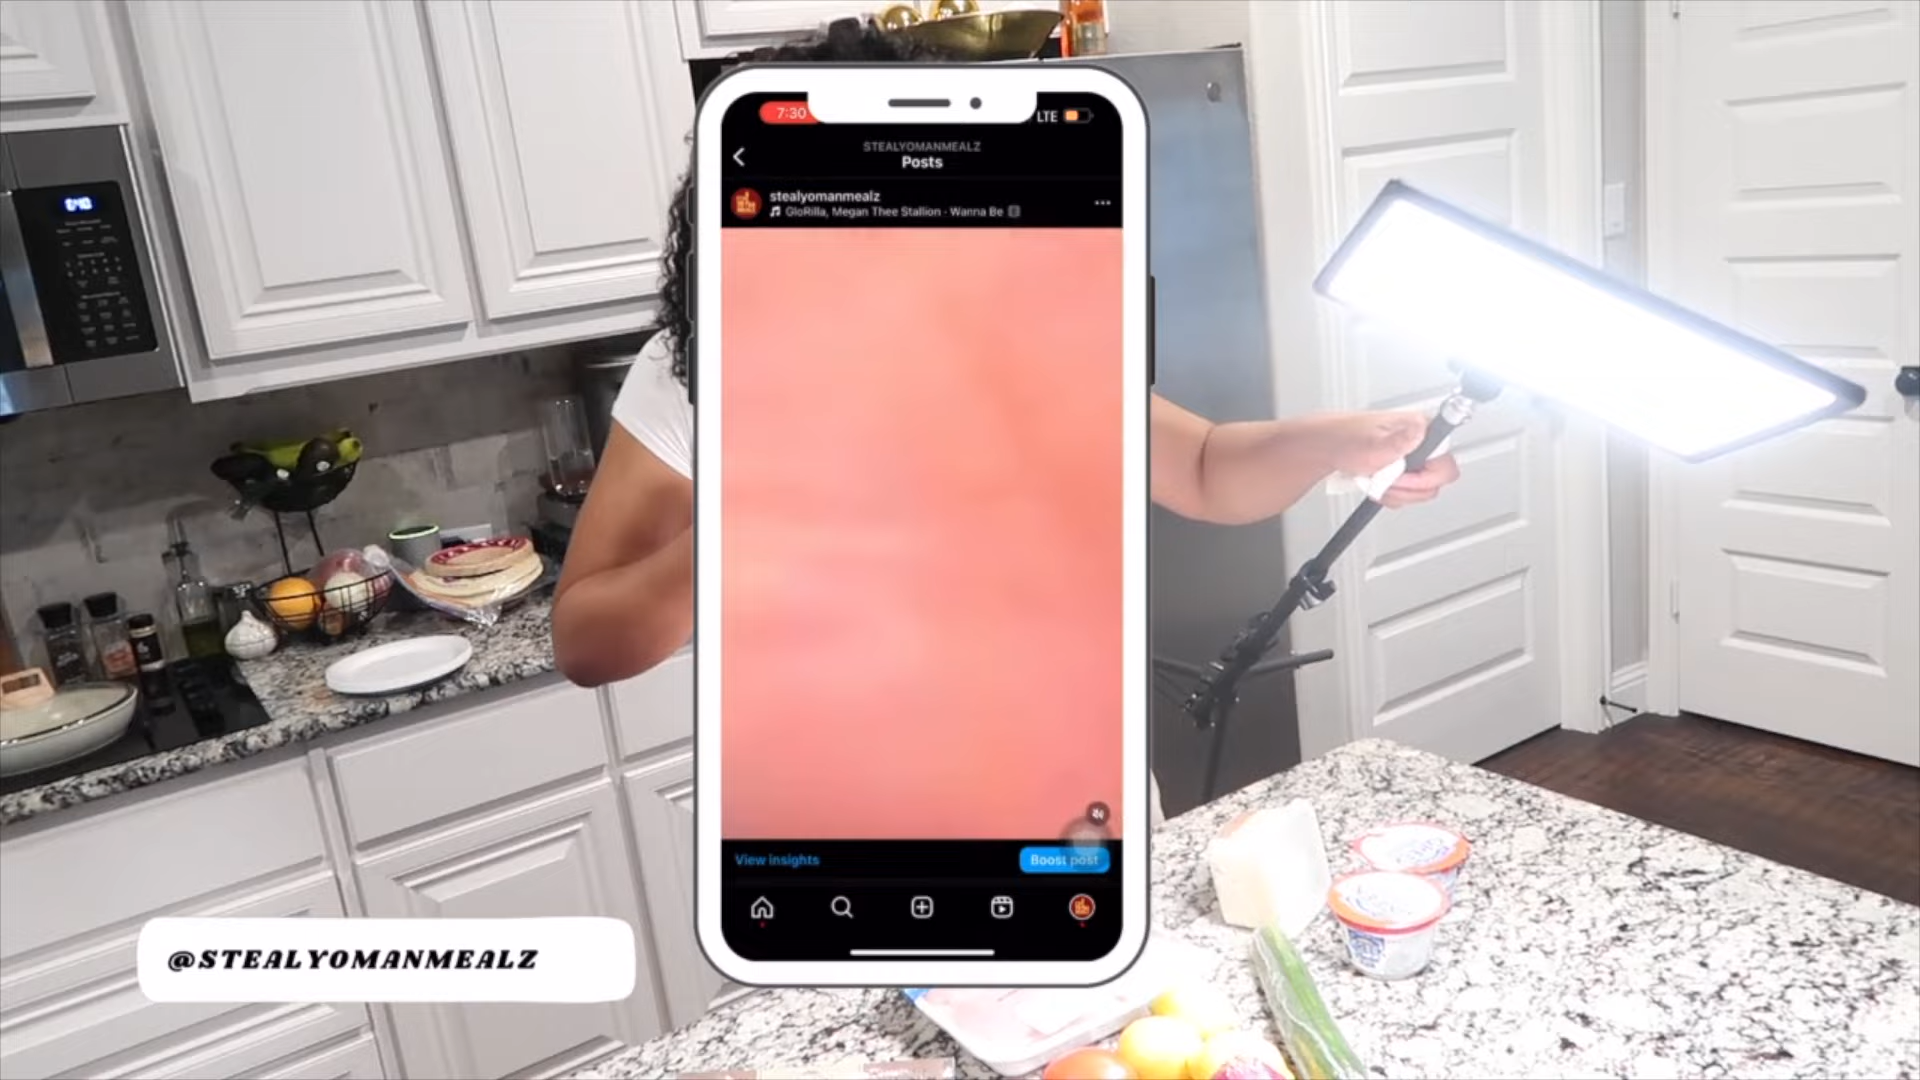 7:30
LTE
STEALYOMANMEALZ
Posts
stealyomanmealz
GloRilla, Megan Thee Stallion · Wanna Be
View insights
Boost post
@STEALYOMANMEALZ